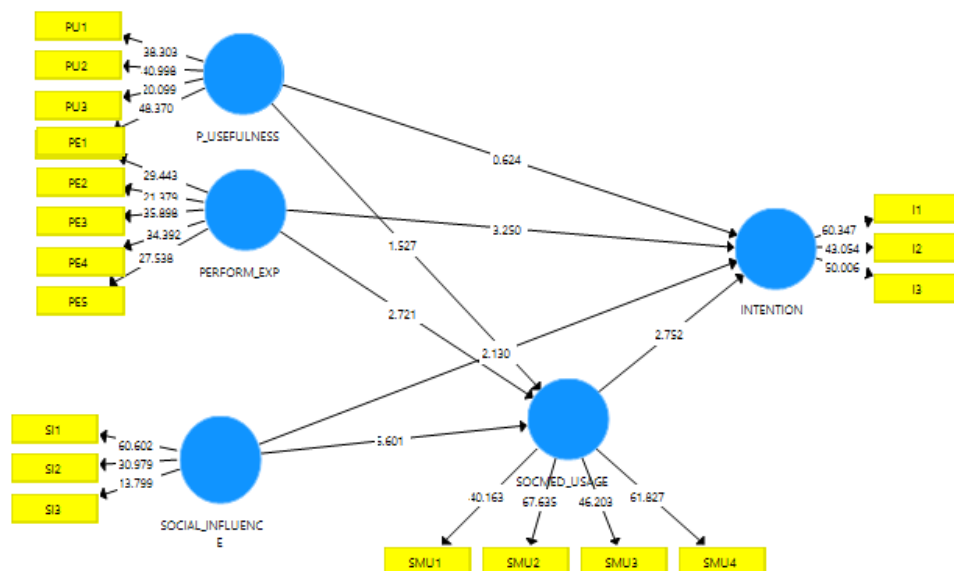 PU1
38.303
PU2
40.998
PU3
20.099
48.370
P_USEFULNESS
PE1
29.443
PE2
21.379
PE3
35.898
PE4
34.392
27.538
PE5
PERFORM_EXP
0.624
3.250
1.527
2.721
2.130
2.752
I1
60.347
I2
43.054
50.006
I3
INTENTION
SI1
60.602
SI2
30.979
13.799
SI3
SOCIAL_INFLUENC
E
SOCMED_USAGE
40.163
67.635
46.203
61.827
SMU1
SMU2
SMU3
SMU4